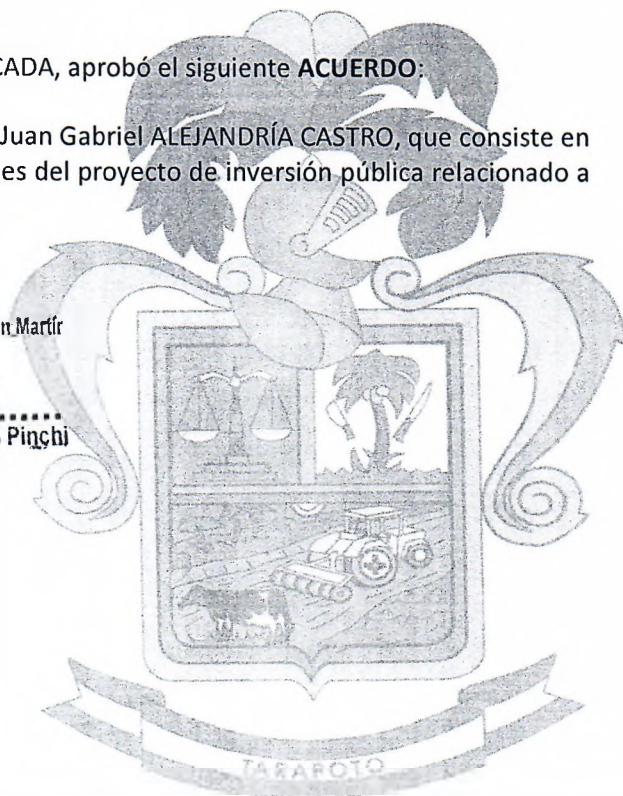 CADA, aprobó el siguiente ACUERDO:
Juan Gabriel ALEJANDRÍA CASTRO, que consiste en
es del proyecto de inversión pública relacionado a
n Martír
Pinchi
TARAPOTO